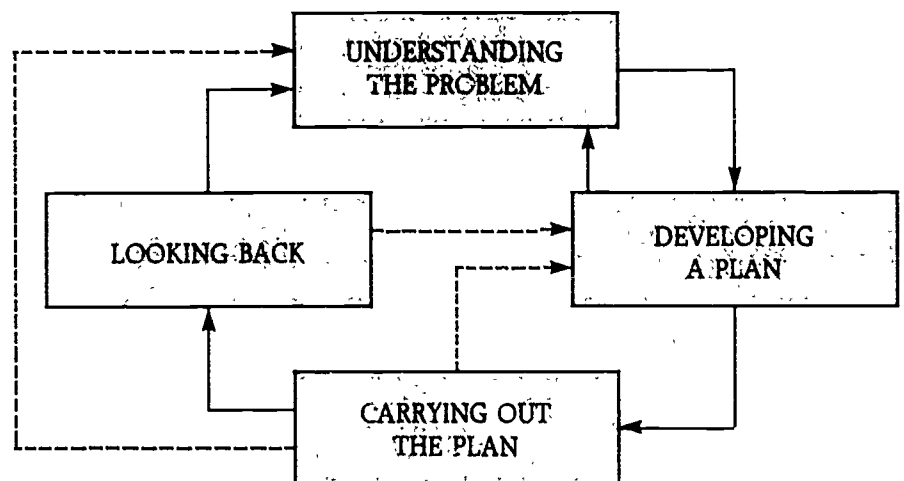 UNDERSTANDING
THE PROBLEM
LOOKING BACK
DEVELOPING
A PLAN
CARRYING OUT
THE PLAN